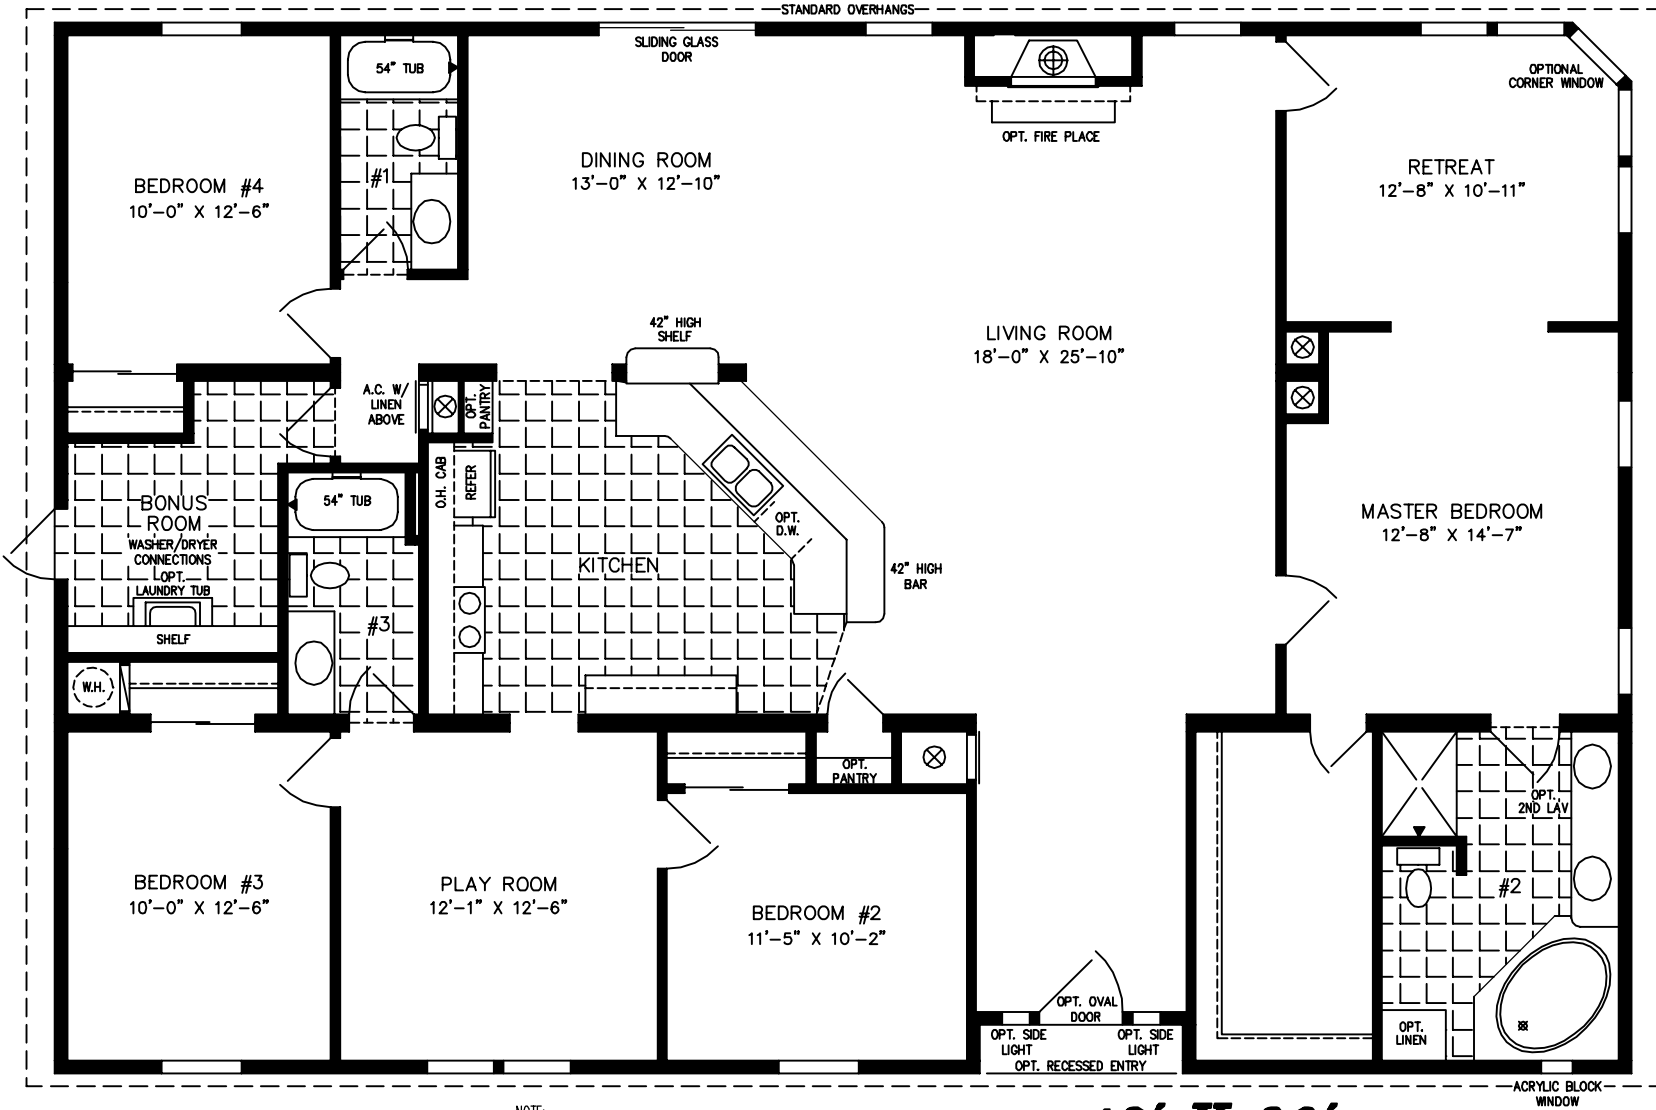 STANDARD OVERHANGS
SLIDING GLASS
DOOR
54" TUB
OPTIONAL
CORNER WINDOW
OPT. FIRE PLACE
DINING ROOM
13'-0" X 12'-10"
RETREAT
12'-8" X 10'-11"
#1
BEDROOM #4
10'-0" X 12'-6"
42" HIGH
SHELF
LIVING ROOM
18'-0" X 25'-10"
A.C. W/
LINEN
ABOVE
OPT.
PANTRY
O.H. CAB
REFER
54" TUB
BONUS
ROOM
WASHER/DRYER
CONNECTIONS
OPT.
LAUNDRY TUB
SHELF
OPT.
D.W.
MASTER BEDROOM
12'-8" X 14'-7"
KITCHEN
42" HIGH
BAR
#3
W.H.
OPT.
PANTRY
OPT.
2ND LAV
BEDROOM #3
10'-0" X 12'-6"
PLAY ROOM
12'-1" X 12'-6"
BEDROOM #2
11'-5" X 10'-2"
#2
OPT. OVAL
DOOR
OPT. SIDE
LIGHT
OPT. SIDE
LIGHT
OPT. RECESSED ENTRY
OPT.
LINEN
ACRYLIC BLOCK
WINDOW
NOTE: